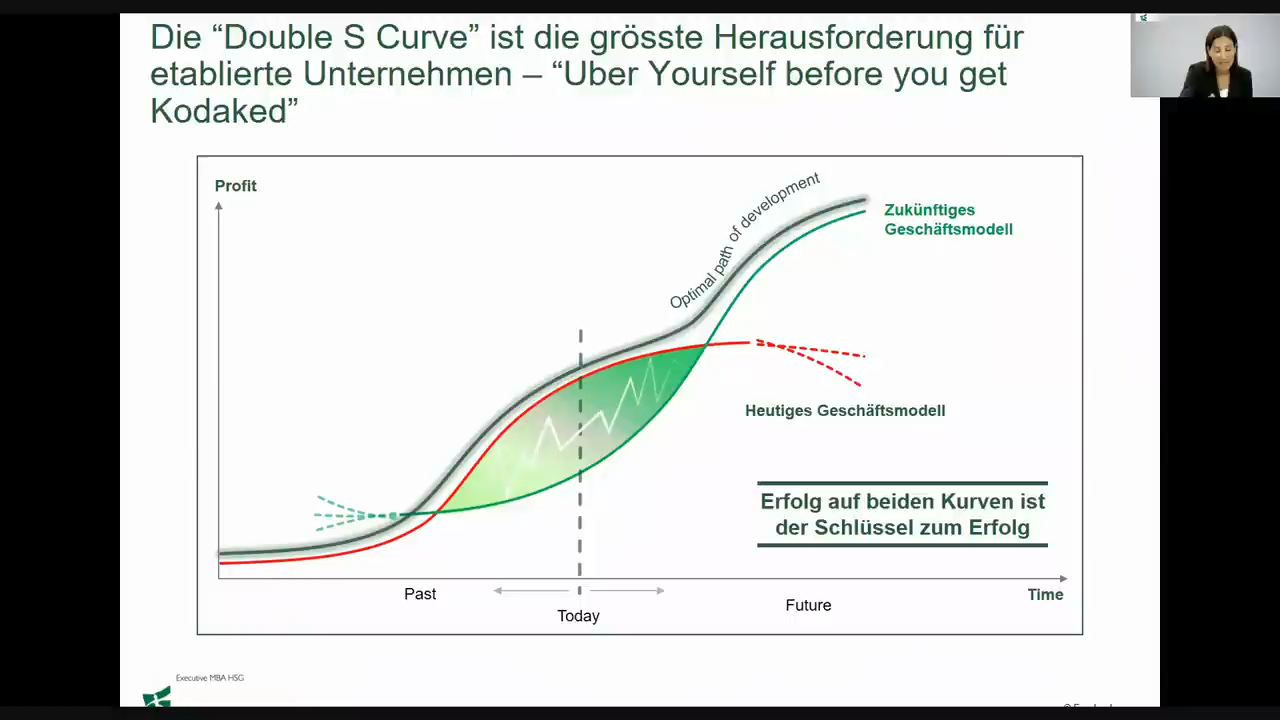 Die “Double S Curve” ist die grösste Herausforderung für
etablierte Unternehmen – “Uber Yourself before you get
Kodaked”
Profit
Optimal path of development
Zukünftiges
Geschäftsmodell
Heutiges Geschäftsmodell
Erfolg auf beiden Kurven ist
der Schlüssel zum Erfolg
Past
Today
Future
Time
Executive MBA HSG